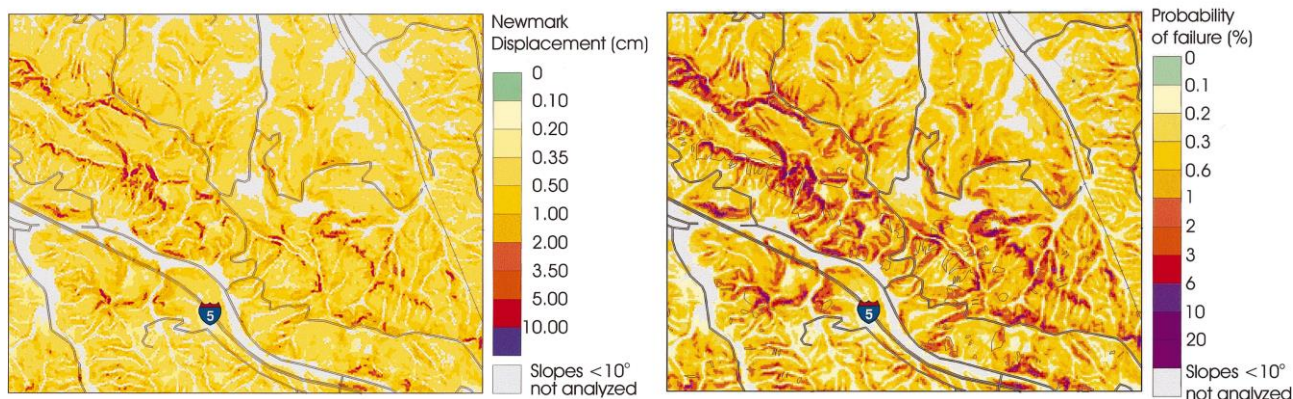 Newmark
Displacement (cm)
0
0.10
0.20
0.35
0.50
1.00
2.00
3.50
5.00
10.00
Slopes <10°
not analyzed
5
Probability
of failure (%)
0
0.1
0.2
0.3
0.6
1
2
3
6
10
20
Slopes <10°
not analyzed
5